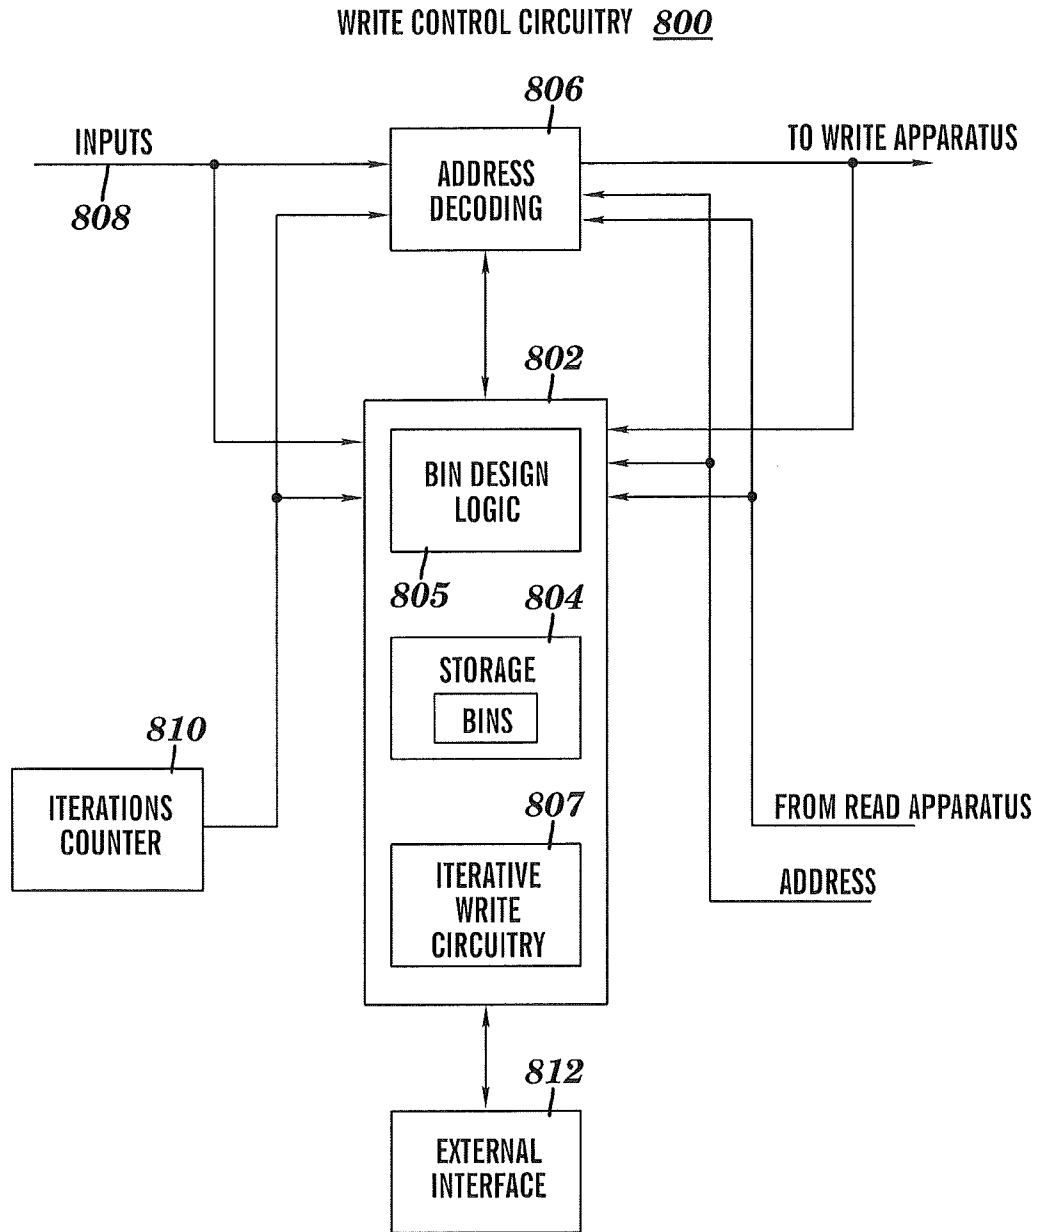 WRITE CONTROL CIRCUITRY 800
806
INPUTS
TO WRITE APPARATUS
ADDRESS
DECODING
808
802
BIN DESIGN
LOGIC
805
804
STORAGE
BINS
810
ITERATIONS
COUNTER
807
FROM READ APPARATUS
ITERATIVE
WRITE
CIRCUITRY
ADDRESS
812
EXTERNAL
INTERFACE